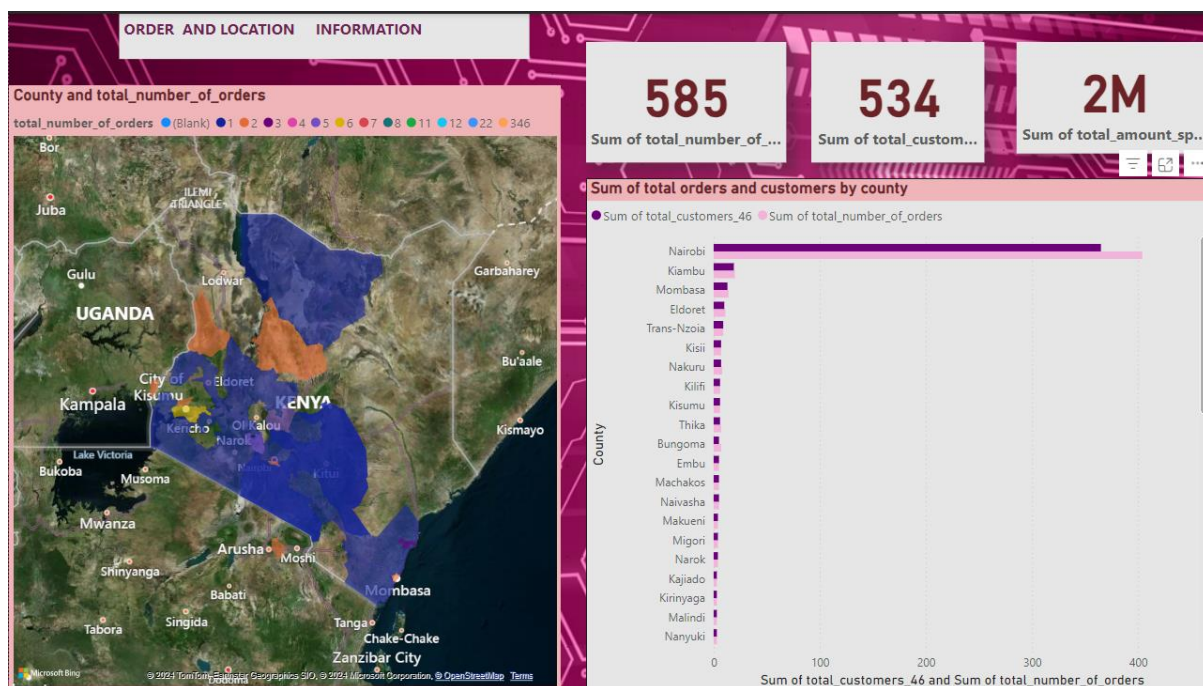 ORDER AND LOCATION INFORMATION
County and total_number_of_orders
total_number_of_orders (Blank) 1 2 3 4 5 6 7 8 11 12 22 346
Bor
ILEMI
TRIANGLE
Juba
Gulu
Lodwar
Garbaharey
UGANDA
Bu'aale
City of
Kisumu
Eldoret
Kampala
KENYA
Kericho
Ol Kalou
Kismayo
Narok
Lake Victoria
Nairobi
Kitui
Bukoba
Musoma
Mwanza
Arusha
Moshi
Shinyanga
Mombasa
Babati
Tabora
Singida
Tanga
Chake-Chake
Zanzibar City
Dodoma
Microsoft Bing
© 2024 TomTom, Earthstar Geographics SIO, © 2024 Microsoft Corporation, © OpenStreetMap Terms
585
Sum of total_number_of_...
534
Sum of total_custom...
2M
Sum of total_amount_sp...
Sum of total orders and customers by county
Sum of total_customers_46 Sum of total_number_of_orders
County
Nairobi
Kiambu
Mombasa
Eldoret
Trans-Nzoia
Kisii
Nakuru
Kilifi
Kisumu
Thika
Bungoma
Embu
Machakos
Naivasha
Makueni
Migori
Narok
Kajiado
Kirinyaga
Malindi
Nanyuki
0 100 200 300 400
Sum of total_customers_46 and Sum of total_number_of_orders